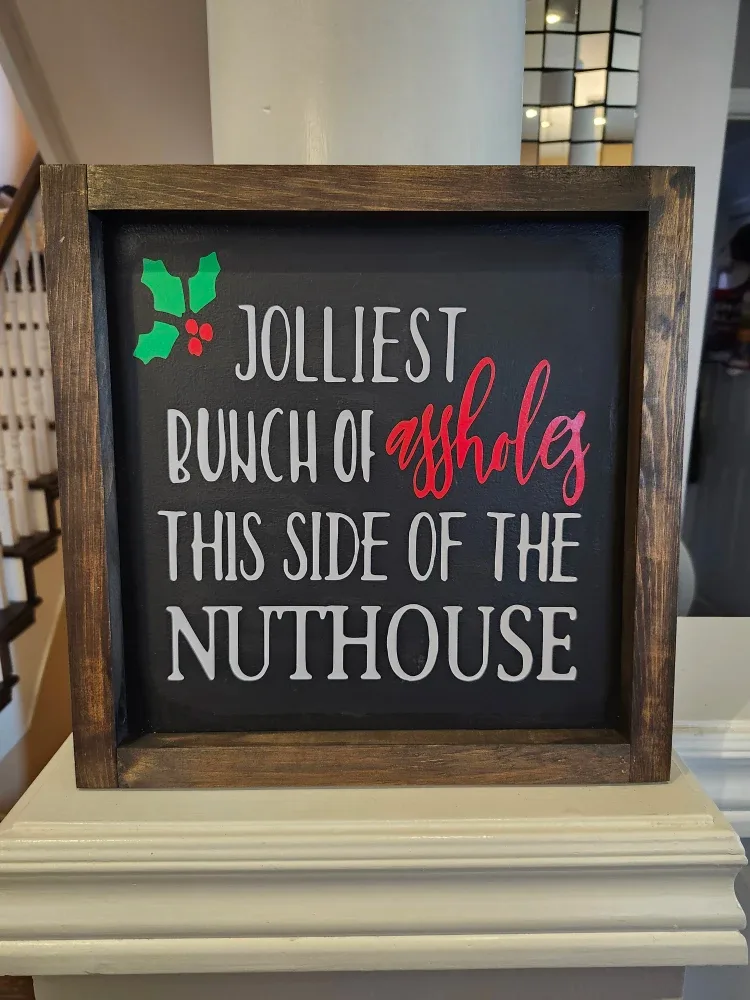 JOLLIEST
BUNCH OF assholes
THIS SIDE OF THE
NUTHOUSE